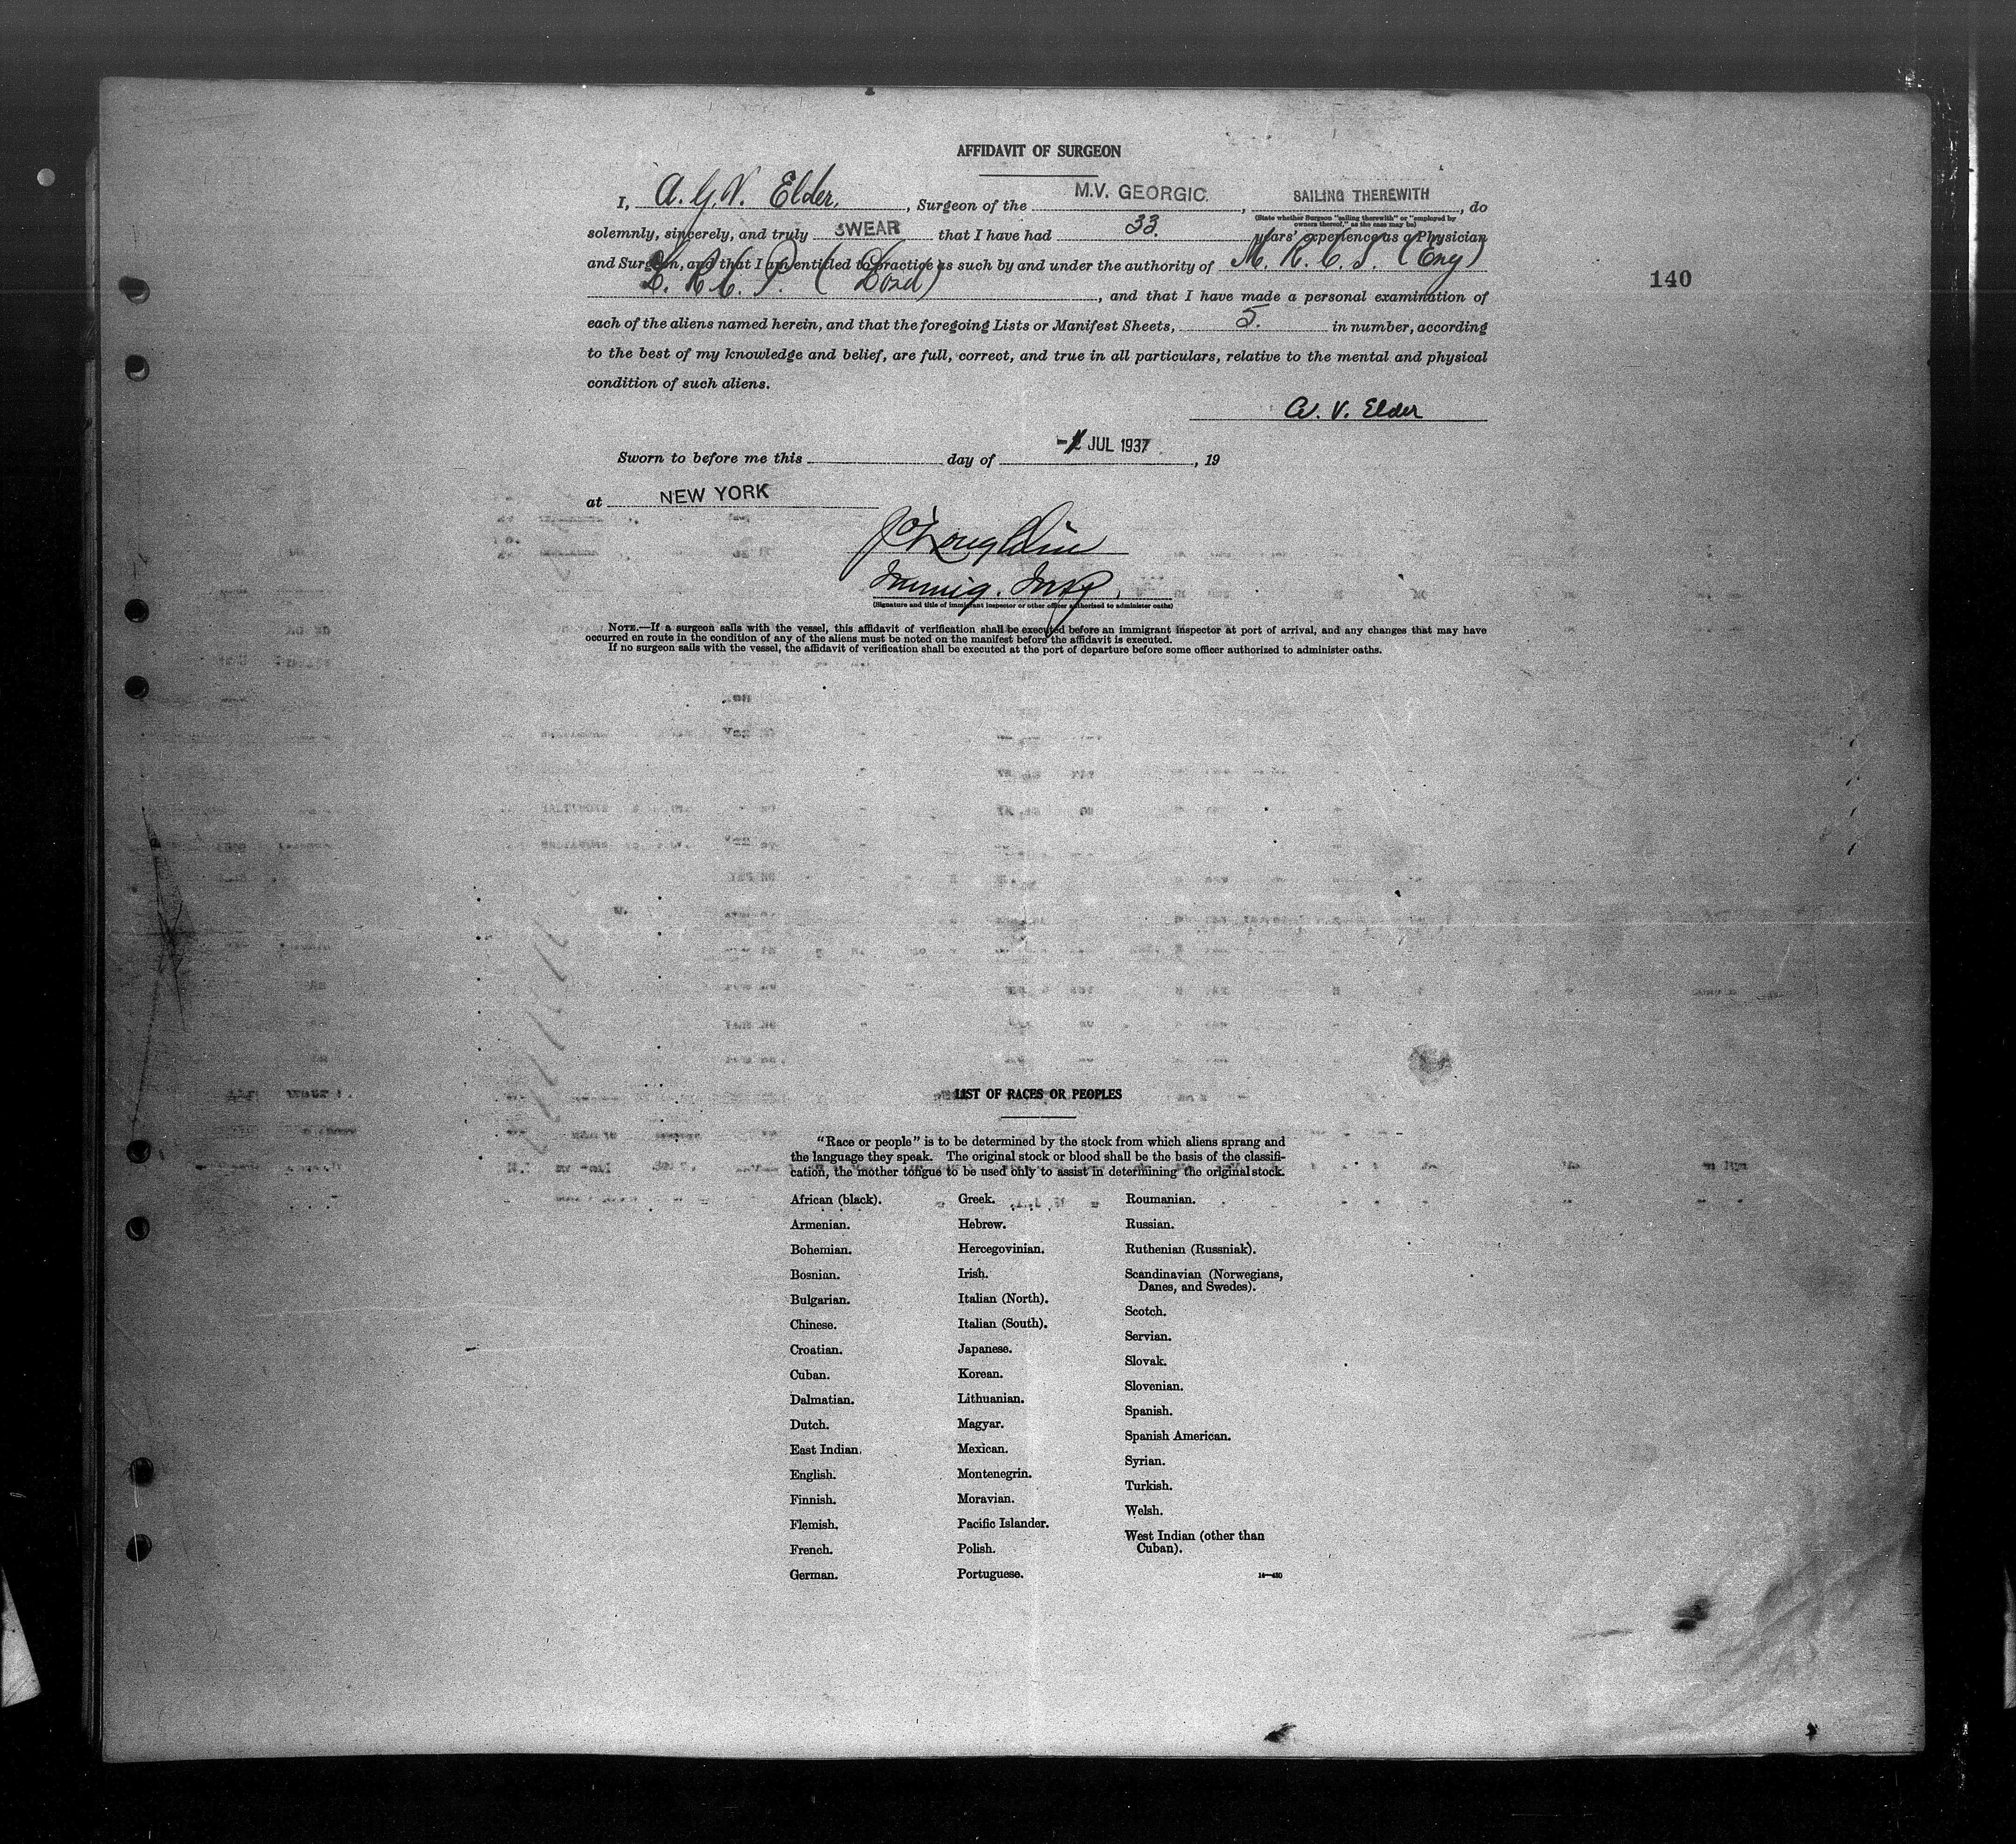 AFFIDAVIT OF SURGEON
I, A. G. V. Elder, , Surgeon of the M.V. GEORGIC. , SAILING THEREWITH , do
(State whether Surgeon "sailing therewith" or "employed by
owners thereof," as the case may be)
solemnly, sincerely, and truly SWEAR that I have had 33. years' experience as a Physician
and Surgeon, and that I am entitled to practice as such by and under the authority of M. R. C. S. (Eng)
L. R. C. P. (Lond) , and that I have made a personal examination of
140
each of the aliens named herein, and that the foregoing Lists or Manifest Sheets, 5. in number, according
to the best of my knowledge and belief, are full, correct, and true in all particulars, relative to the mental and physical
condition of such aliens.
V. Elder
Sworn to before me this day of JUL 1937 , 19
at NEW YORK
Immig. Insp.
(Signature and title of immigrant inspector or other officer authorized to administer oaths)
NOTE.—If a surgeon sails with the vessel, this affidavit of verification shall be executed before an immigrant inspector at port of arrival, and any changes that may have
occurred en route in the condition of any of the aliens must be noted on the manifest before the affidavit is executed.
If no surgeon sails with the vessel, the affidavit of verification shall be executed at the port of departure before some officer authorized to administer oaths.
LIST OF RACES OR PEOPLES
"Race or people" is to be determined by the stock from which aliens sprang and
the language they speak. The original stock or blood shall be the basis of the classifi-
cation, the mother tongue to be used only to assist in determining the original stock.
African (black).
Armenian.
Bohemian.
Bosnian.
Bulgarian.
Chinese.
Croatian.
Cuban.
Dalmatian.
Dutch.
East Indian.
English.
Finnish.
Flemish.
French.
German.
Greek.
Hebrew.
Hercegovinian.
Irish.
Italian (North).
Italian (South).
Japanese.
Korean.
Lithuanian.
Magyar.
Mexican.
Montenegrin.
Moravian.
Pacific Islander.
Polish.
Portuguese.
Roumanian.
Russian.
Ruthenian (Russniak).
Scandinavian (Norwegians,
Danes, and Swedes).
Scotch.
Servian.
Slovak.
Slovenian.
Spanish.
Spanish American.
Syrian.
Turkish.
Welsh.
West Indian (other than
Cuban).